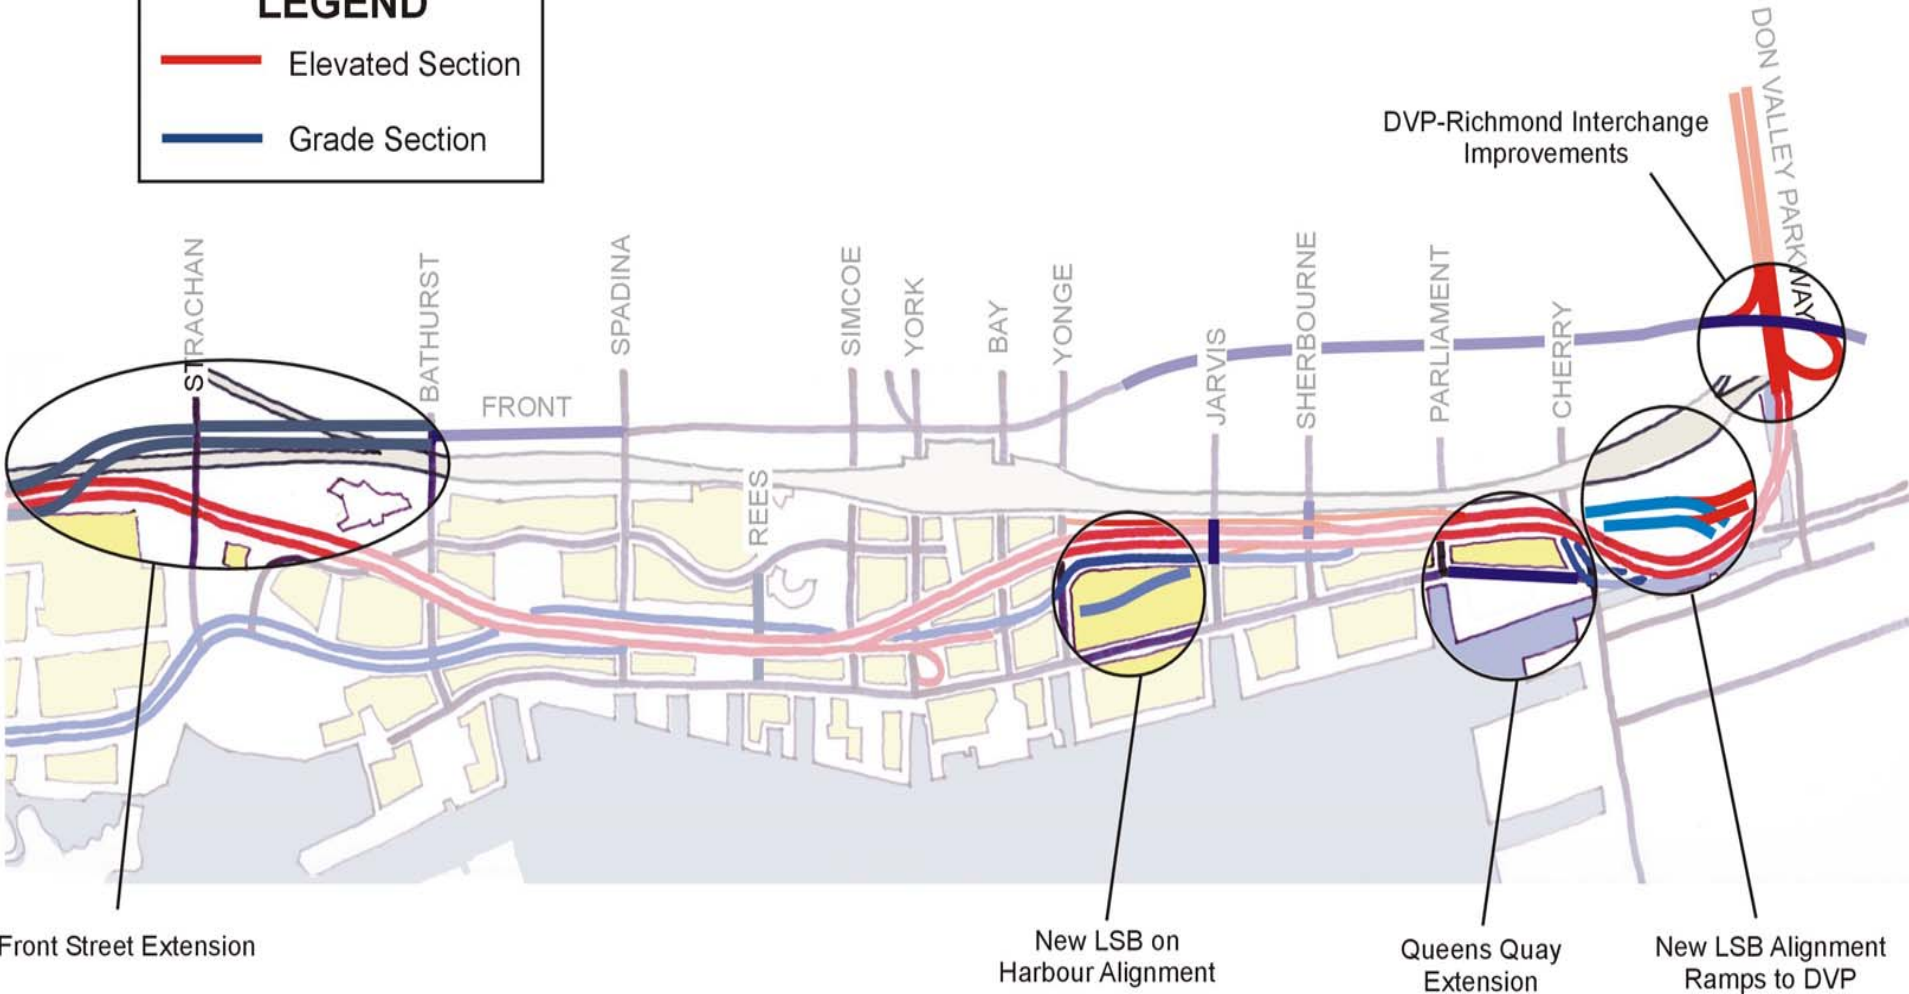 LEGEND
Elevated Section
Grade Section
DON VALLEY PARKWAY
DVP-Richmond Interchange
Improvements
STRACHAN
BATHURST
SPADINA
SIMCOE
YORK
BAY
YONGE
JARVIS
SHERBOURNE
PARLIAMENT
CHERRY
FRONT
REES
Front Street Extension
New LSB on
Harbour Alignment
Queens Quay
Extension
New LSB Alignment
Ramps to DVP